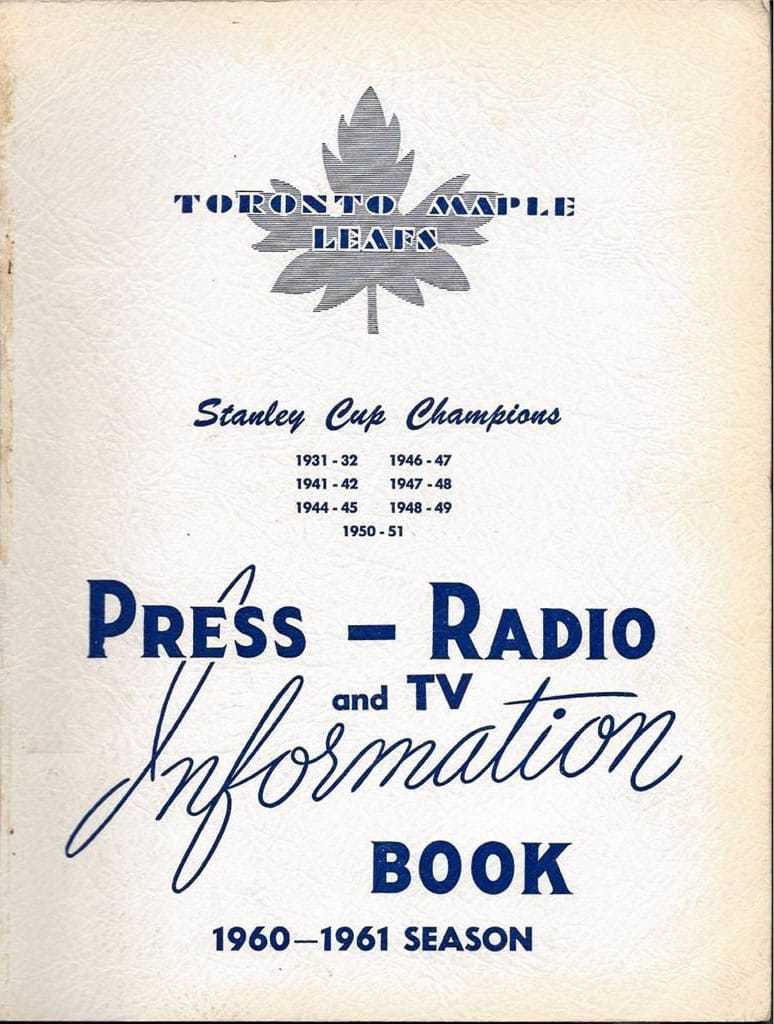 TORONTO MAPLE
LEAFS
Stanley Cup Champions
1931 - 32 1946 - 47
1941 - 42 1947 - 48
1944 - 45 1948 - 49
1950 - 51
PRESS – RADIO
and TV
Information
BOOK
1960—1961 SEASON